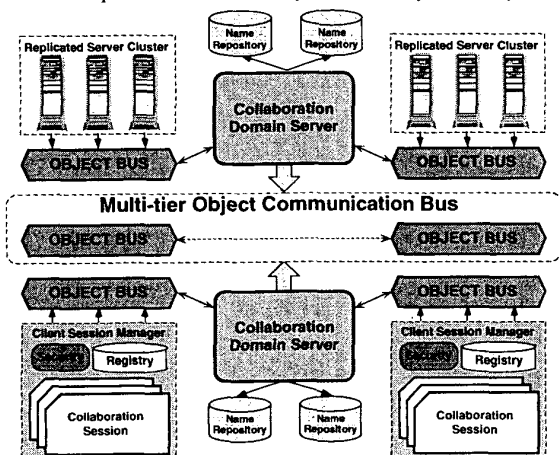 Name
Repository
Name
Repository
Replicated Server Cluster
Replicated Server Cluster
Collaboration
Domain Server
OBJECT BUS
OBJECT BUS
Multi-tier Object Communication Bus
OBJECT BUS
OBJECT BUS
OBJECT BUS
OBJECT BUS
Collaboration
Domain Server
Client Session Manager
Security
Registry
Collaboration
Session
Client Session Manager
Security
Registry
Collaboration
Session
Name
Repository
Name
Repository